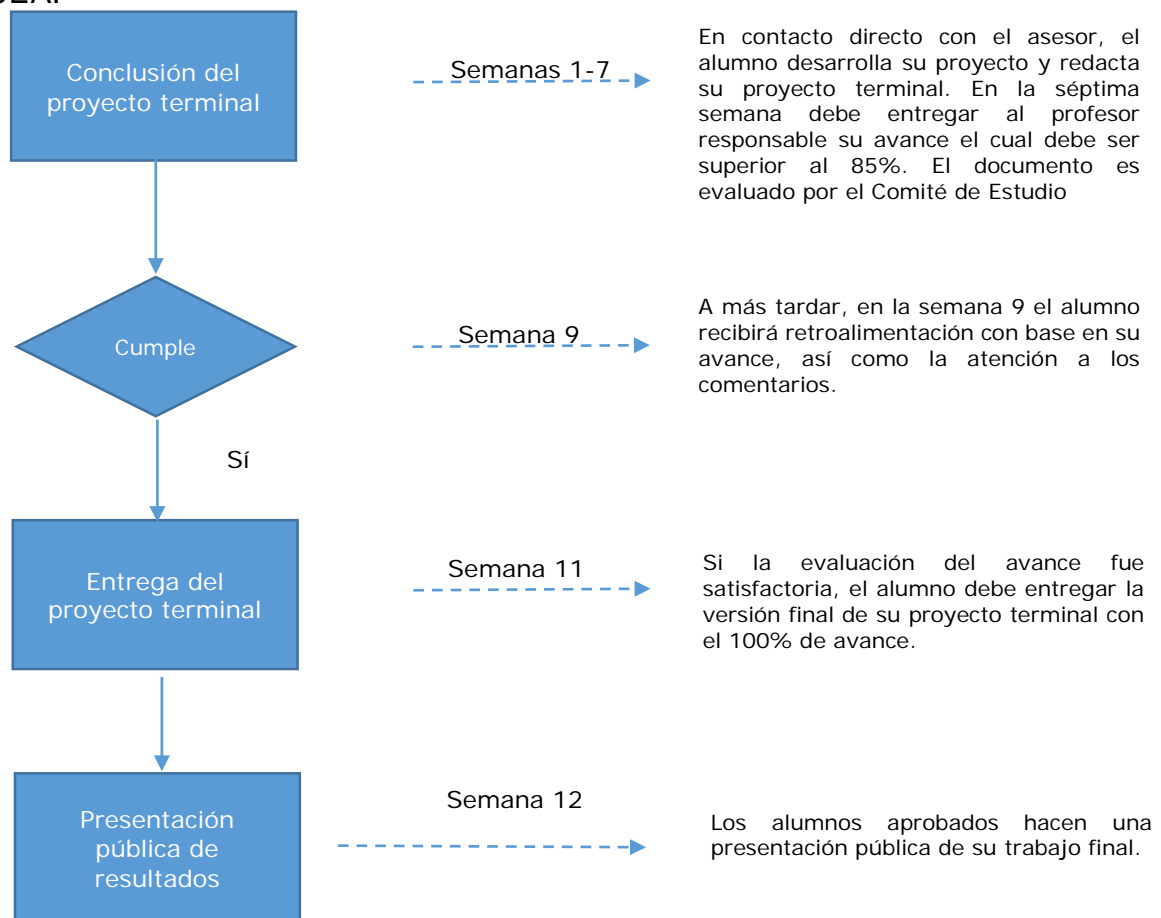 Conclusión del
proyecto terminal
Semanas 1-7
En contacto directo con el asesor, el
alumno desarrolla su proyecto y redacta
su proyecto terminal. En la séptima
semana debe entregar al profesor
responsable su avance el cual debe ser
superior al 85%. El documento es
evaluado por el Comité de Estudio
Cumple
Semana 9
A más tardar, en la semana 9 el alumno
recibirá retroalimentación con base en su
avance, así como la atención a los
comentarios.
Sí
Entrega del
proyecto terminal
Semana 11
Si la evaluación del avance fue
satisfactoria, el alumno debe entregar la
versión final de su proyecto terminal con
el 100% de avance.
Presentación
pública de
resultados
Semana 12
Los alumnos aprobados hacen una
presentación pública de su trabajo final.